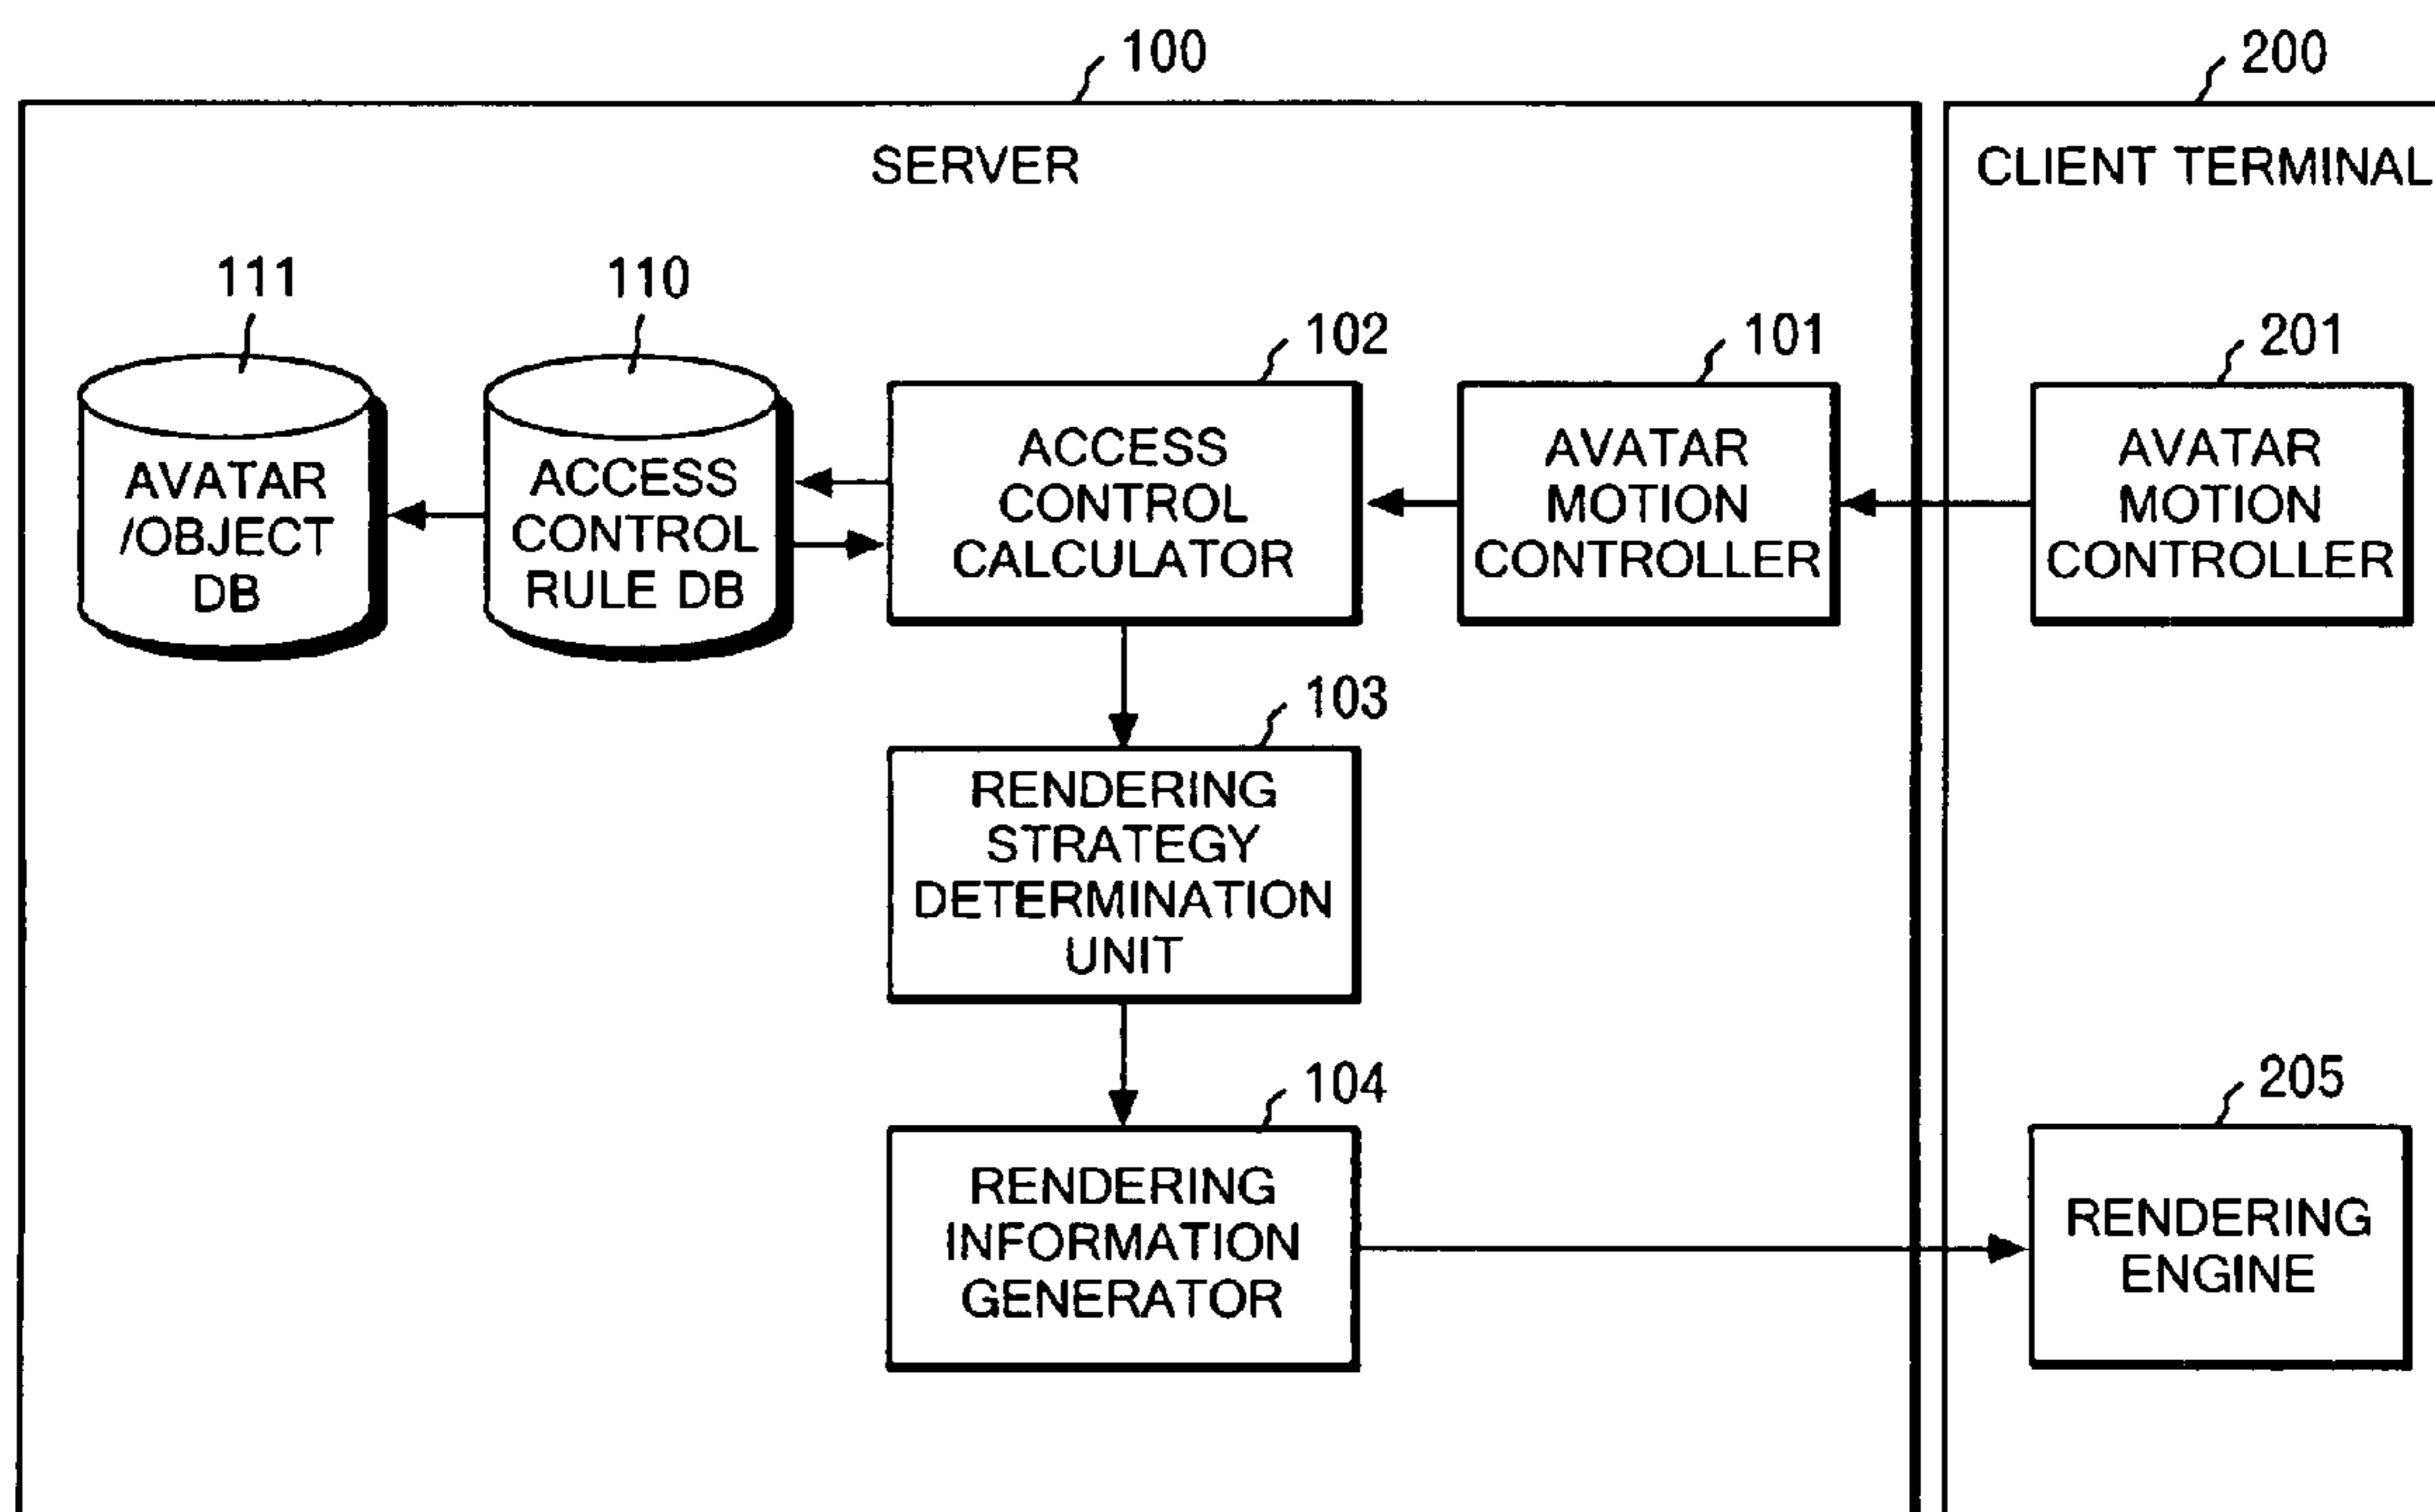 100
200
SERVER
CLIENT TERMINAL
111
110
102
101
201
AVATAR
/OBJECT
DB
ACCESS
CONTROL
RULE DB
ACCESS
CONTROL
CALCULATOR
AVATAR
MOTION
CONTROLLER
AVATAR
MOTION
CONTROLLER
103
RENDERING
STRATEGY
DETERMINATION
UNIT
104
205
RENDERING
INFORMATION
GENERATOR
RENDERING
ENGINE